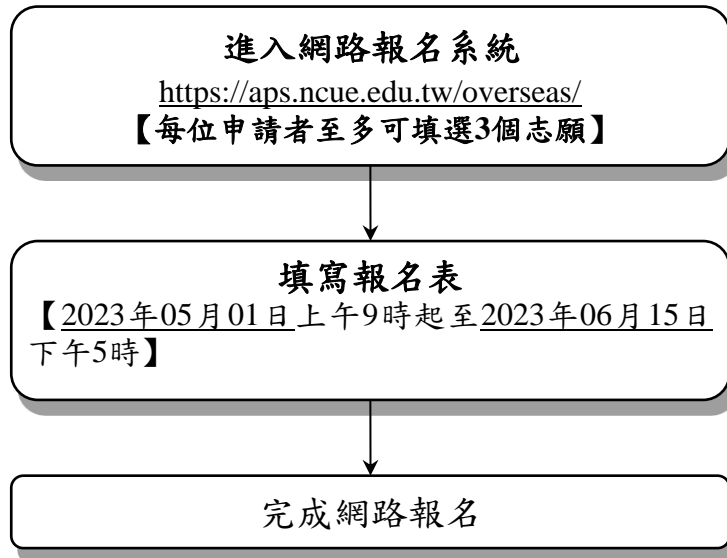 進入網路報名系統
https://aps.ncue.edu.tw/overseas/
【每位申請者至多可填選3個志願】
填寫報名表
【2023年05月01日上午9時起至2023年06月15日
下午5時】
完成網路報名